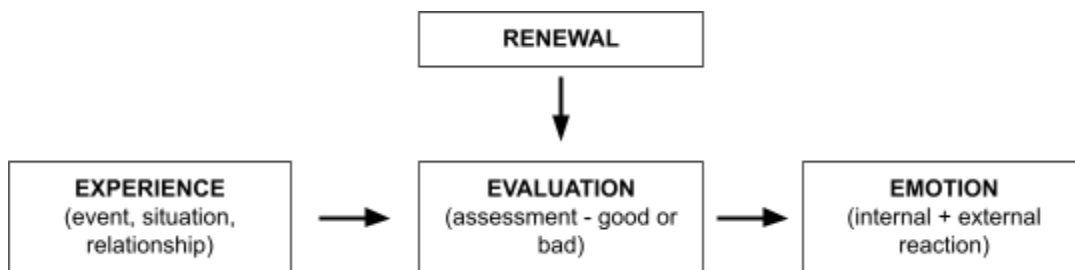 RENEWAL
EXPERIENCE
(event, situation,
relationship)
EVALUATION
(assessment - good or
bad)
EMOTION
(internal + external
reaction)